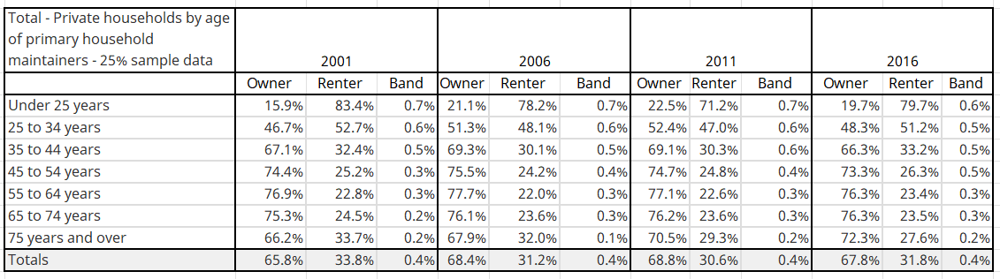 Total - Private households by age
of primary household
maintainers - 25% sample data 2001 2006 2011 2016
Owner Renter Band Owner Renter Band Owner Renter Band Owner Renter Band
Under 25 years 15.9% 83.4% 0.7% 21.1% 78.2% 0.7% 22.5% 71.2% 0.7% 19.7% 79.7% 0.6%
25 to 34 years 46.7% 52.7% 0.6% 51.3% 48.1% 0.6% 52.4% 47.0% 0.6% 48.3% 51.2% 0.5%
35 to 44 years 67.1% 32.4% 0.5% 69.3% 30.1% 0.5% 69.1% 30.3% 0.6% 66.3% 33.2% 0.5%
45 to 54 years 74.4% 25.2% 0.3% 75.5% 24.2% 0.4% 74.7% 24.8% 0.4% 73.3% 26.3% 0.5%
55 to 64 years 76.9% 22.8% 0.3% 77.7% 22.0% 0.3% 77.1% 22.6% 0.3% 76.3% 23.4% 0.3%
65 to 74 years 75.3% 24.5% 0.2% 76.1% 23.6% 0.3% 76.2% 23.6% 0.3% 76.3% 23.5% 0.3%
75 years and over 66.2% 33.7% 0.2% 67.9% 32.0% 0.1% 70.5% 29.3% 0.2% 72.3% 27.6% 0.2%
Totals 65.8% 33.8% 0.4% 68.4% 31.2% 0.4% 68.8% 30.6% 0.4% 67.8% 31.8% 0.4%